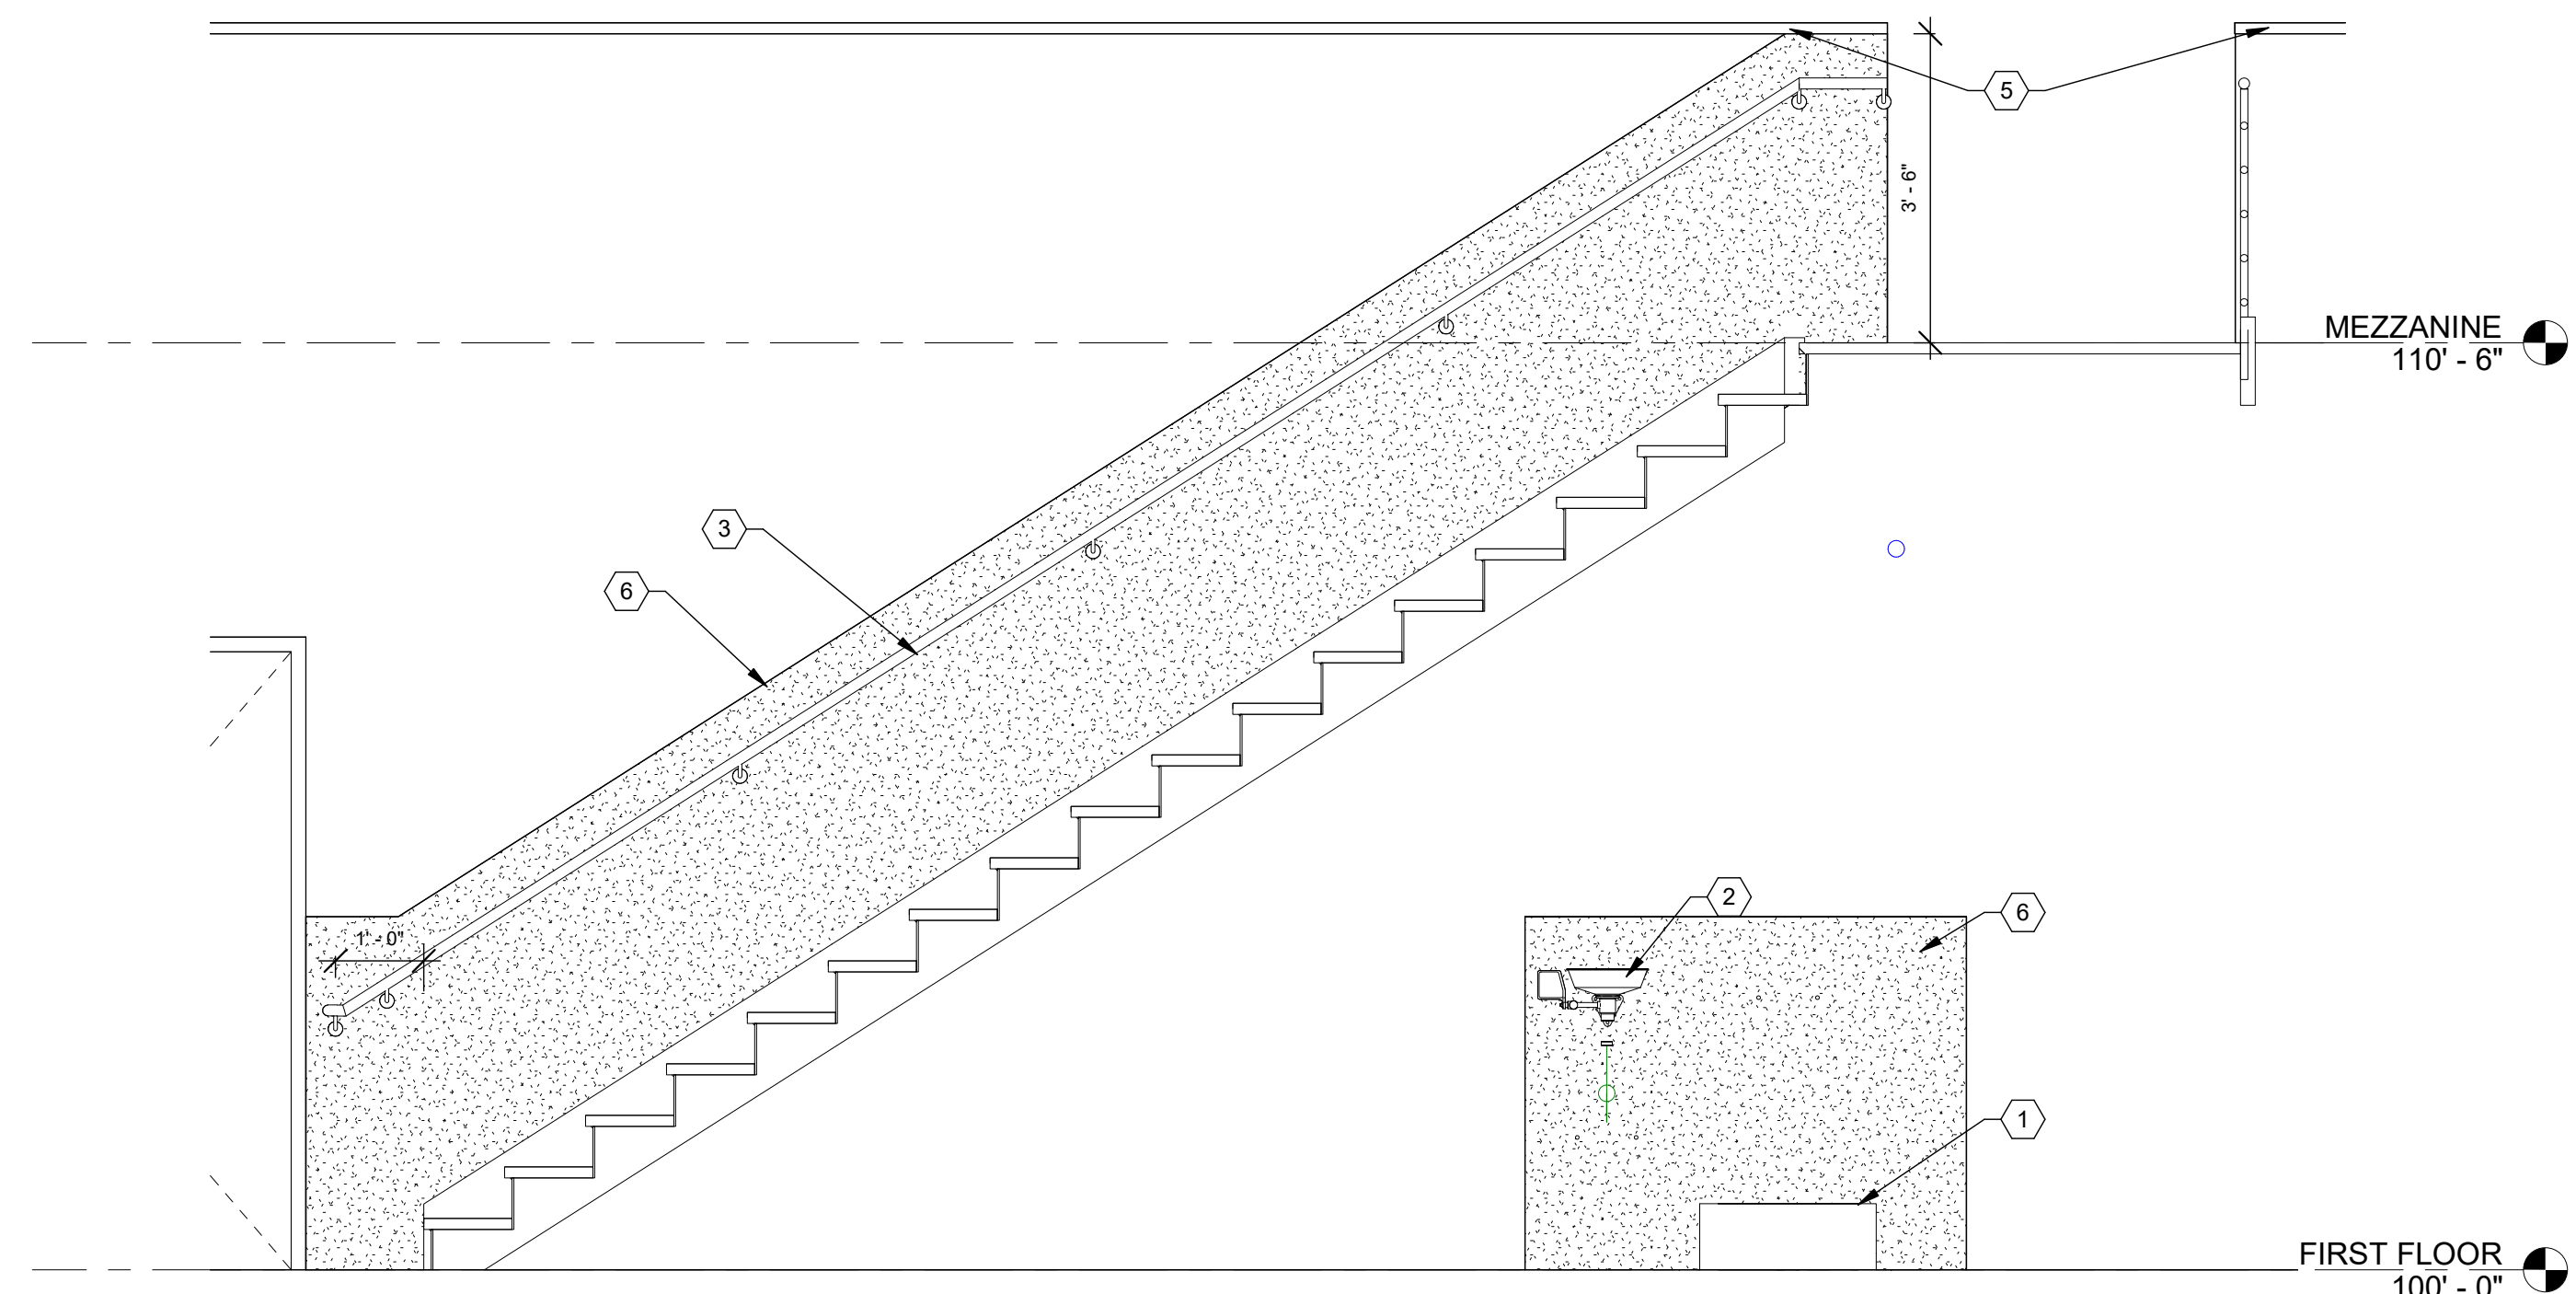 5
3' - 6"
MEZZANINE
110' - 6"
3
6
2
6
1' - 0"
1
FIRST FLOOR
100' - 0"